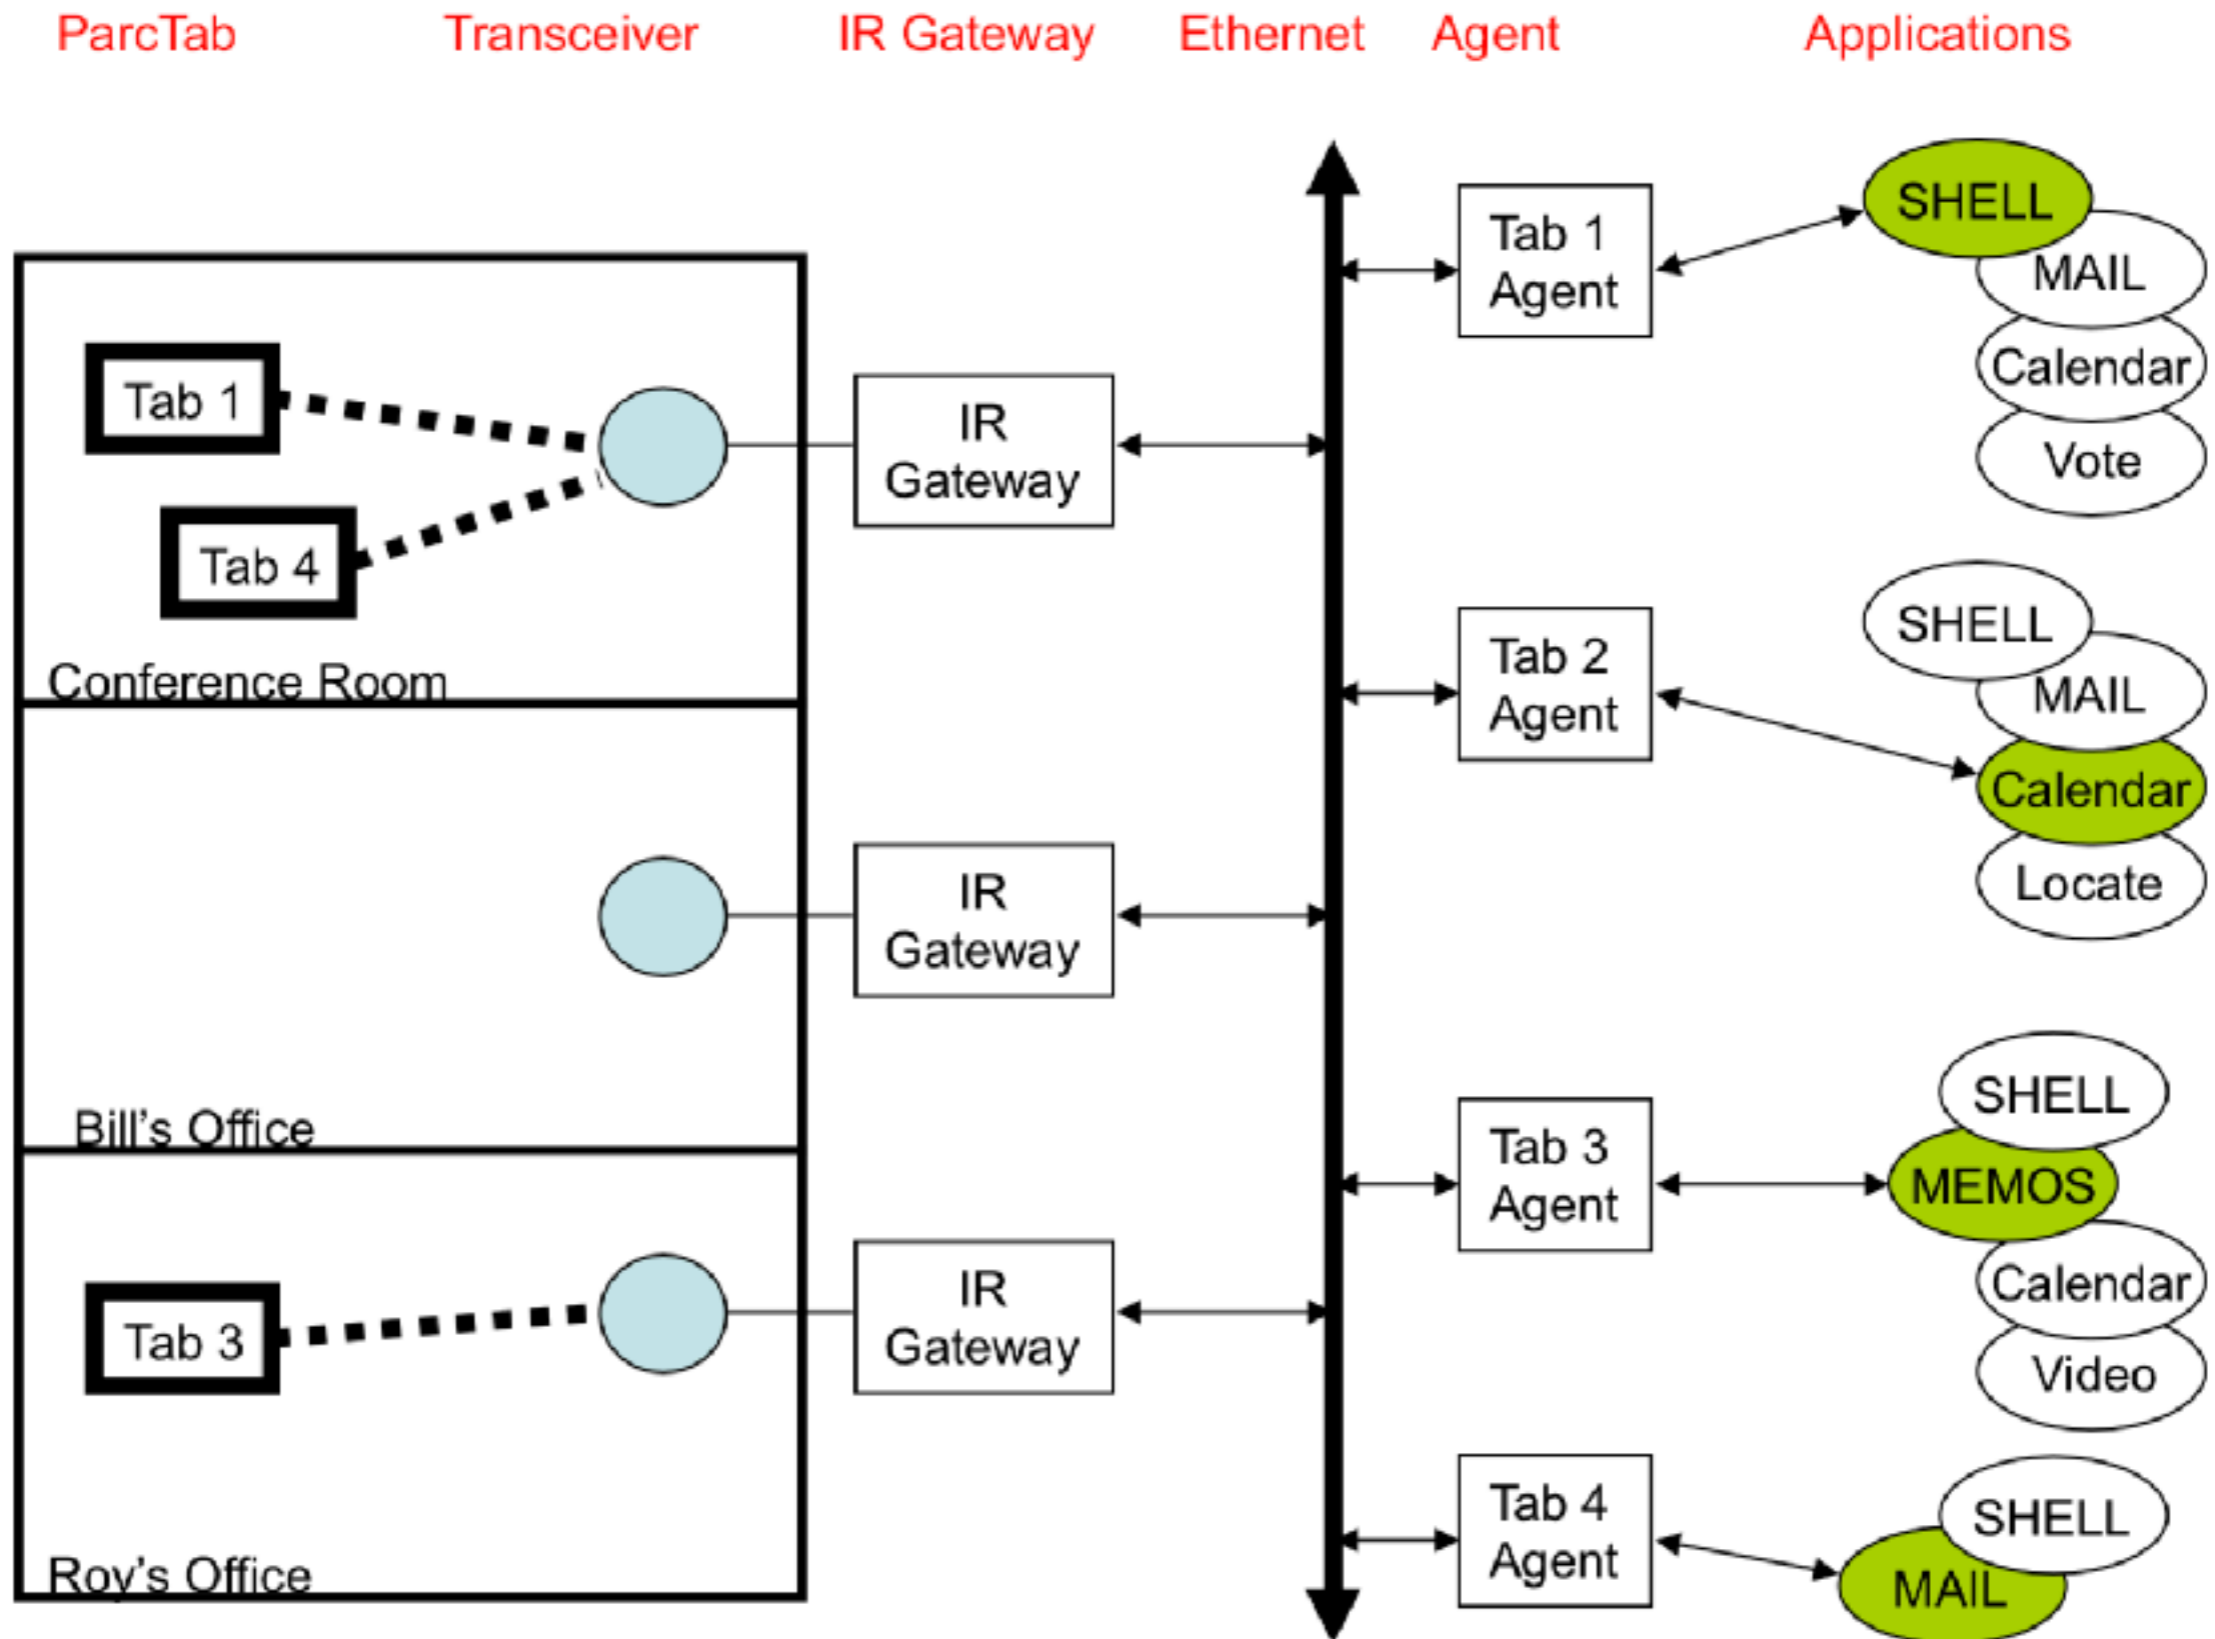 ParcTab Transceiver IR Gateway Ethernet Agent Applications
Tab 1
Tab 4
Conference Room
Bill's Office
Tab 3
Roy's Office
IR
Gateway
IR
Gateway
IR
Gateway
Tab 1
Agent
SHELL
MAIL
Calendar
Vote
Tab 2
Agent
SHELL
MAIL
Calendar
Locate
Tab 3
Agent
SHELL
MEMOS
Calendar
Video
Tab 4
Agent
SHELL
MAIL